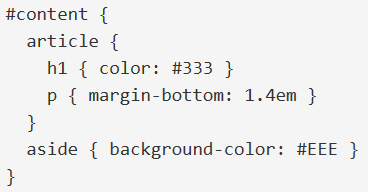 #content {
  article {
    h1 { color: #333 }
    p { margin-bottom: 1.4em }
  }
  aside { background-color: #EEE }
}